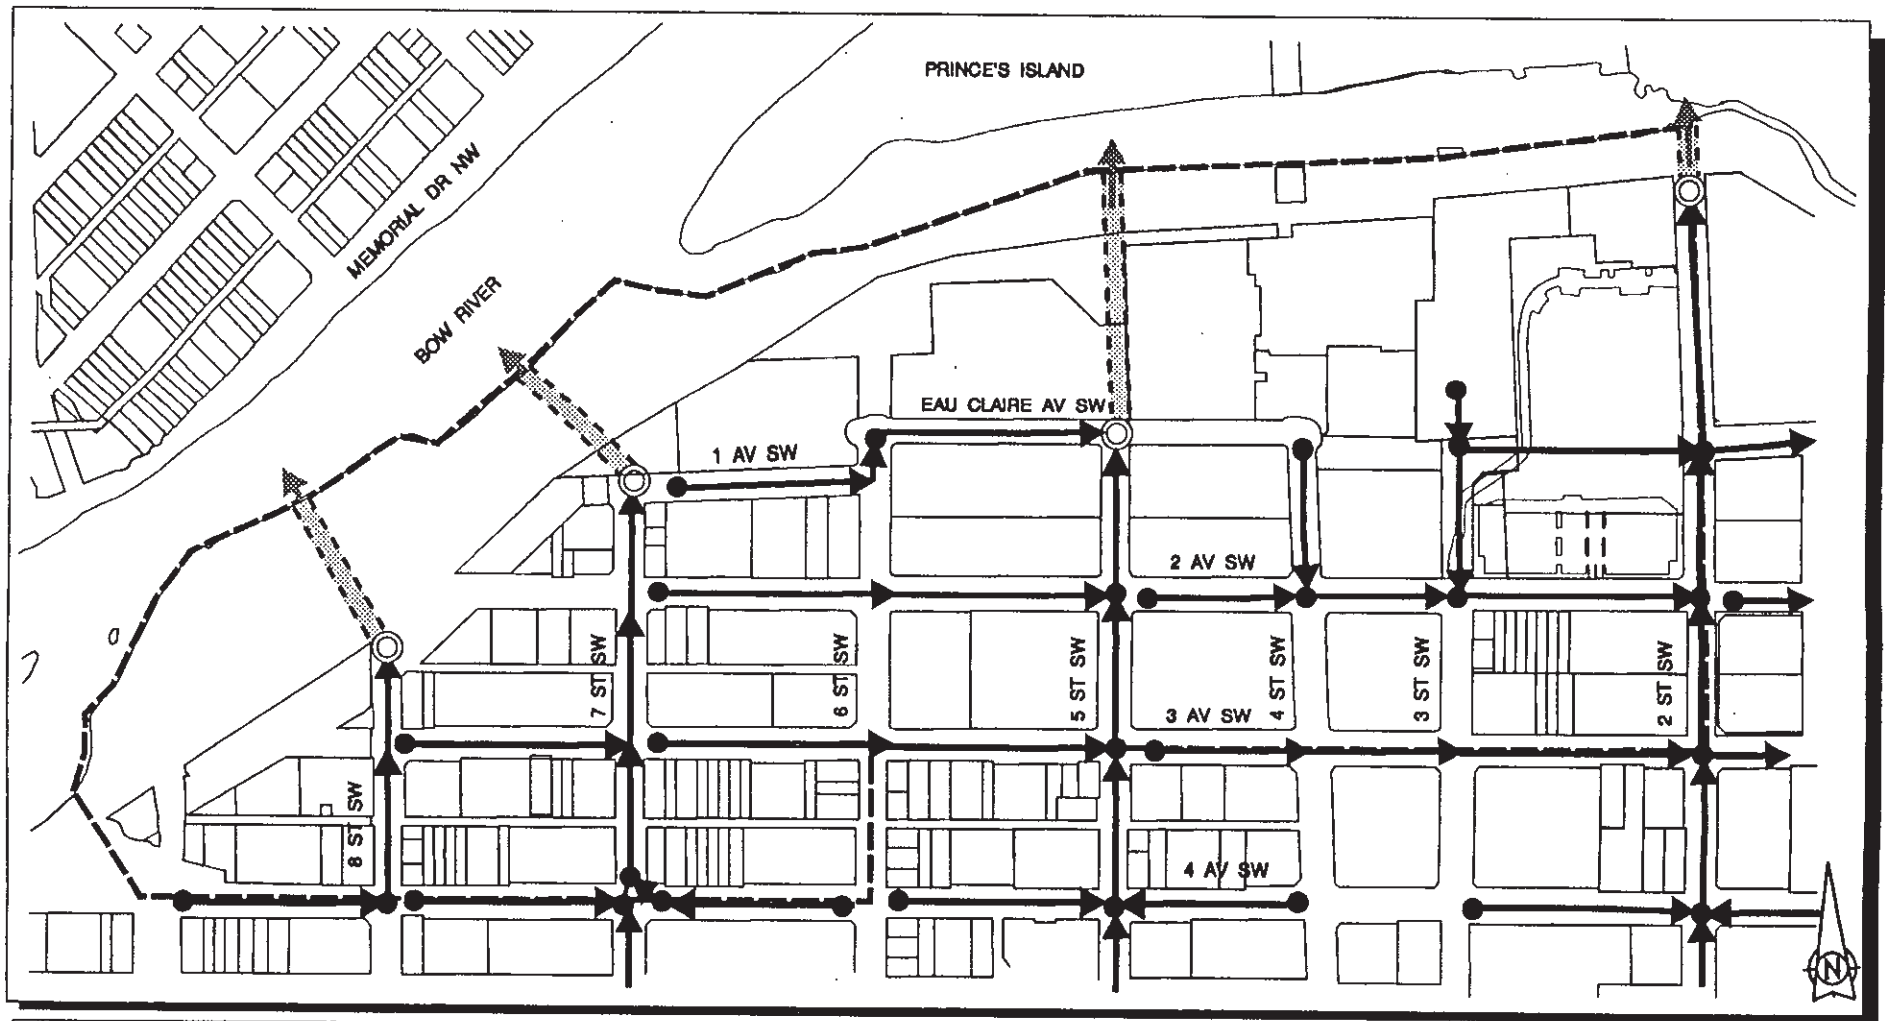 PRINCE'S ISLAND
MEMORIAL DR NW
BOW RIVER
EAU CLAIRE AV SW
1 AV SW
2 AV SW
7 ST SW
6 ST SW
5 ST SW
4 ST SW
3 ST SW
2 ST SW
3 AV SW
8 ST SW
4 AV SW
N